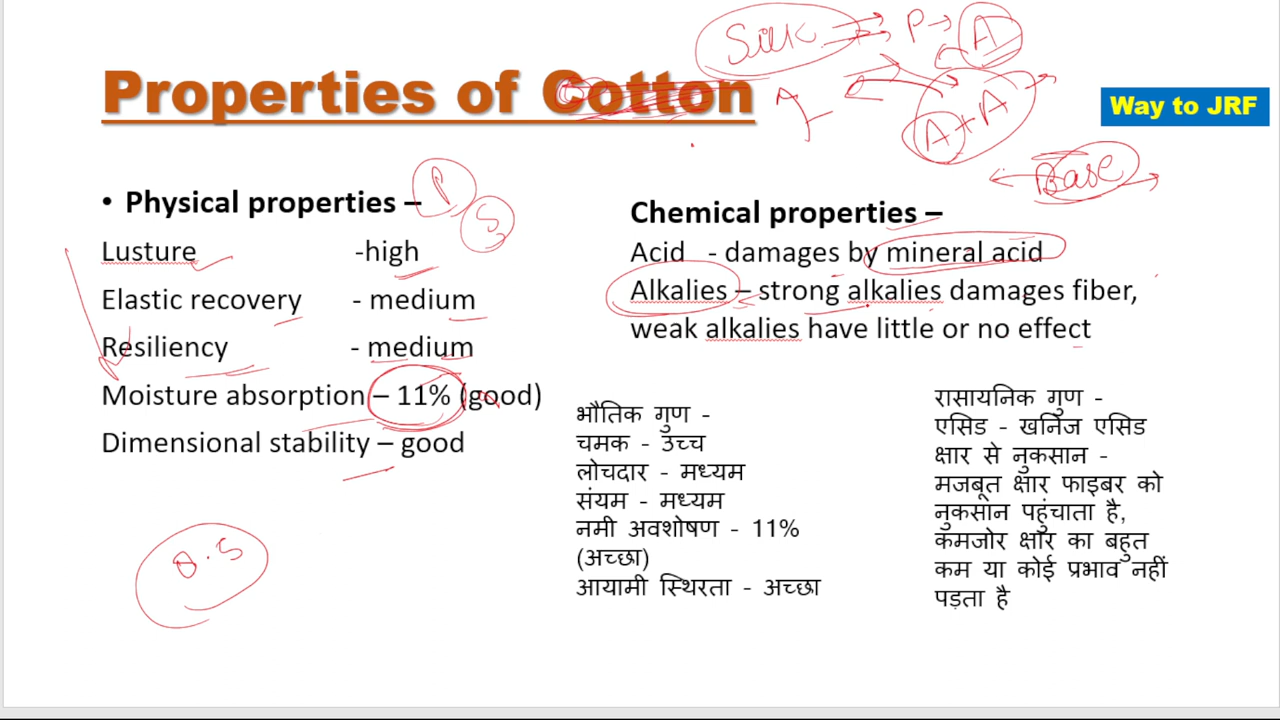 Silk
P → A
Properties of Cotton
A
A + A
Way to JRF
Base
P
S
• Physical properties –
Lusture -high
Elastic recovery - medium
Resiliency - medium
Moisture absorption – 11% (good)
Dimensional stability – good
Chemical properties –
Acid - damages by mineral acid
Alkalies – strong alkalies damages fiber,
weak alkalies have little or no effect
भौतिक गुण -
चमक - उच्च
लोचदार - मध्यम
संयम - मध्यम
नमी अवशोषण - 11%
(अच्छा)
आयामी स्थिरता - अच्छा
रासायनिक गुण -
एसिड - खनिज एसिड
क्षार से नुकसान -
मजबूत क्षार फाइबर को
नुकसान पहुंचाता है,
कमजोर क्षार का बहुत
कम या कोई प्रभाव नहीं
पड़ता है